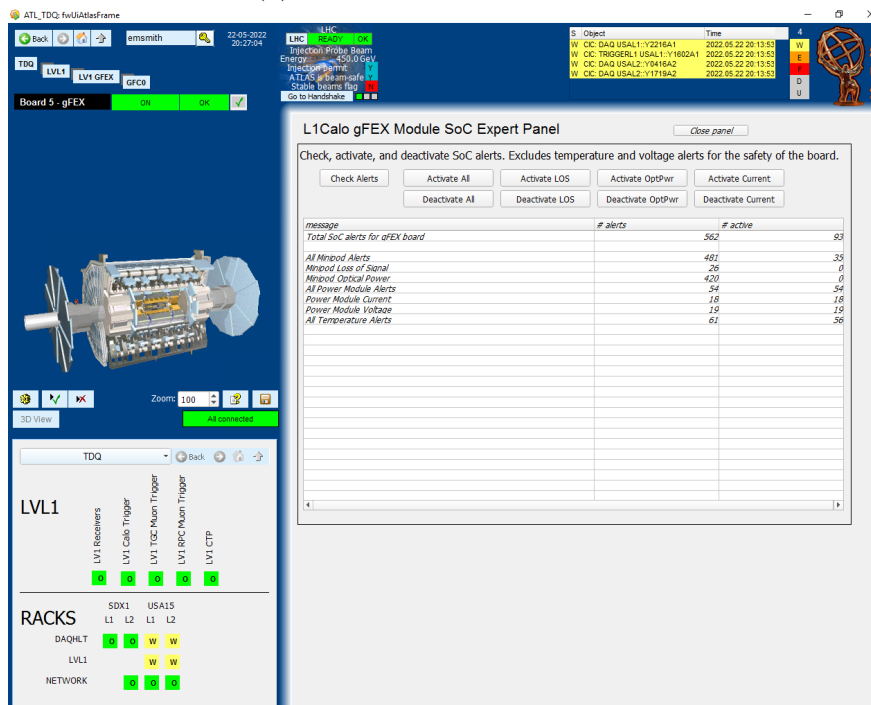 ATL_TDQ: fwUiAtlasFrame
Back emsmith 22-05-2022 20:27:04
TDQ LVL1 LV1 GFEX GFC0
Board 5 - gFEX ON OK
LHC
LHC READY OK
Injection Probe Beam
Energy 450.0 GeV
Injection permit Y
ATLAS is beam-safe Y
Stable beams flag N
Go to Handshake
S Object Time
W CIC: DAQ USAL1::Y2216A1 2022.05.22 20:13:53
W CIC: TRIGGERL1 USAL1::Y1602A1 2022.05.22 20:13:53
W CIC: DAQ USAL2::Y0416A2 2022.05.22 20:13:53
W CIC: DAQ USAL2::Y1719A2 2022.05.22 20:13:53
4
W
E
F
D
U
L1Calo gFEX Module SoC Expert Panel
Close panel
Check, activate, and deactivate SoC alerts. Excludes temperature and voltage alerts for the safety of the board.
Check Alerts Activate All Activate LOS Activate OptPwr Activate Current
Deactivate All Deactivate LOS Deactivate OptPwr Deactivate Current
message # alerts # active
Total SoC alerts for gFEX board 562 93
All Minipod Alerts 481 35
Minipod Loss of Signal 26 0
Minipod Optical Power 420 0
All Power Module Alerts 54 54
Power Module Current 18 18
Power Module Voltage 19 19
All Temperature Alerts 61 56
Zoom: 100
3D View All connected
TDQ Back
LVL1
LV1 Receivers
LV1 Calo Trigger
LV1 TGC Muon Trigger
LV1 RPC Muon Trigger
LV1 CTP
O O O O O
RACKS
SDX1 USA15
L1 L2 L1 L2
DAQHLT O O W W
LVL1 W W
NETWORK O O O